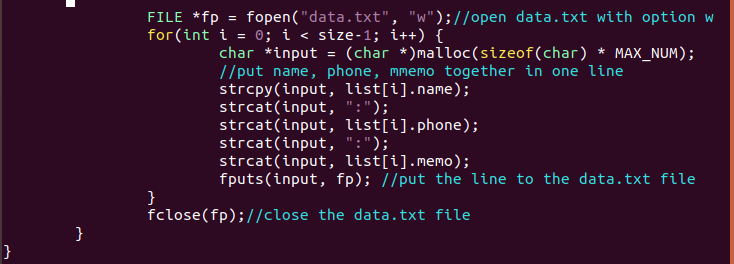 FILE *fp = fopen("data.txt", "w");//open data.txt with option w
for(int i = 0; i < size-1; i++) {
char *input = (char *)malloc(sizeof(char) * MAX_NUM);
//put name, phone, mmemo together in one line
strcpy(input, list[i].name);
strcat(input, ":");
strcat(input, list[i].phone);
strcat(input, ":");
strcat(input, list[i].memo);
fputs(input, fp); //put the line to the data.txt file
}
fclose(fp);//close the data.txt file
}
}